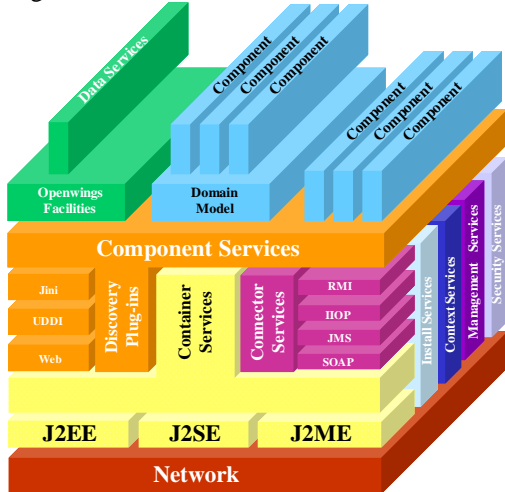 Data Services
Component
Component
Component
Component
Component
Component
Openwings
Facilities
Domain
Model
Component Services
Jini
UDDI
Web
Discovery
Plug-ins
Container
Services
Connector
Services
RMI
IIOP
JMS
SOAP
Install Services
Context Services
Management Services
Security Services
J2EE
J2SE
J2ME
Network